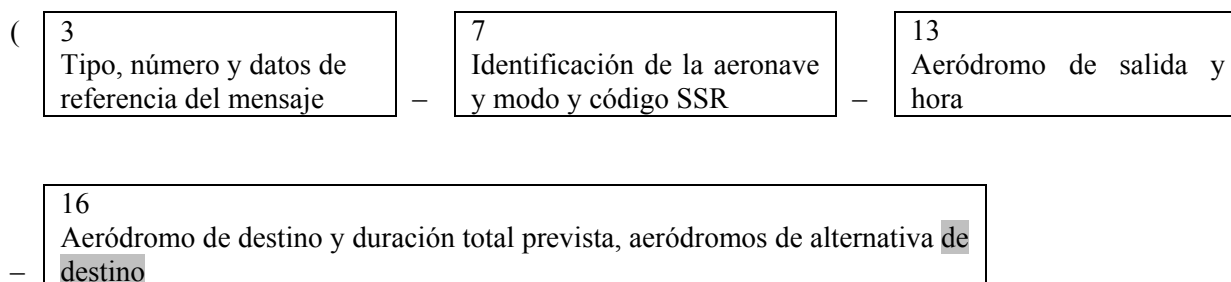 (
3
Tipo, número y datos de
referencia del mensaje
–
7
Identificación de la aeronave
y modo y código SSR
–
13
Aeródromo de salida y
hora
–
16
Aeródromo de destino y duración total prevista, aeródromos de alternativa de
destino